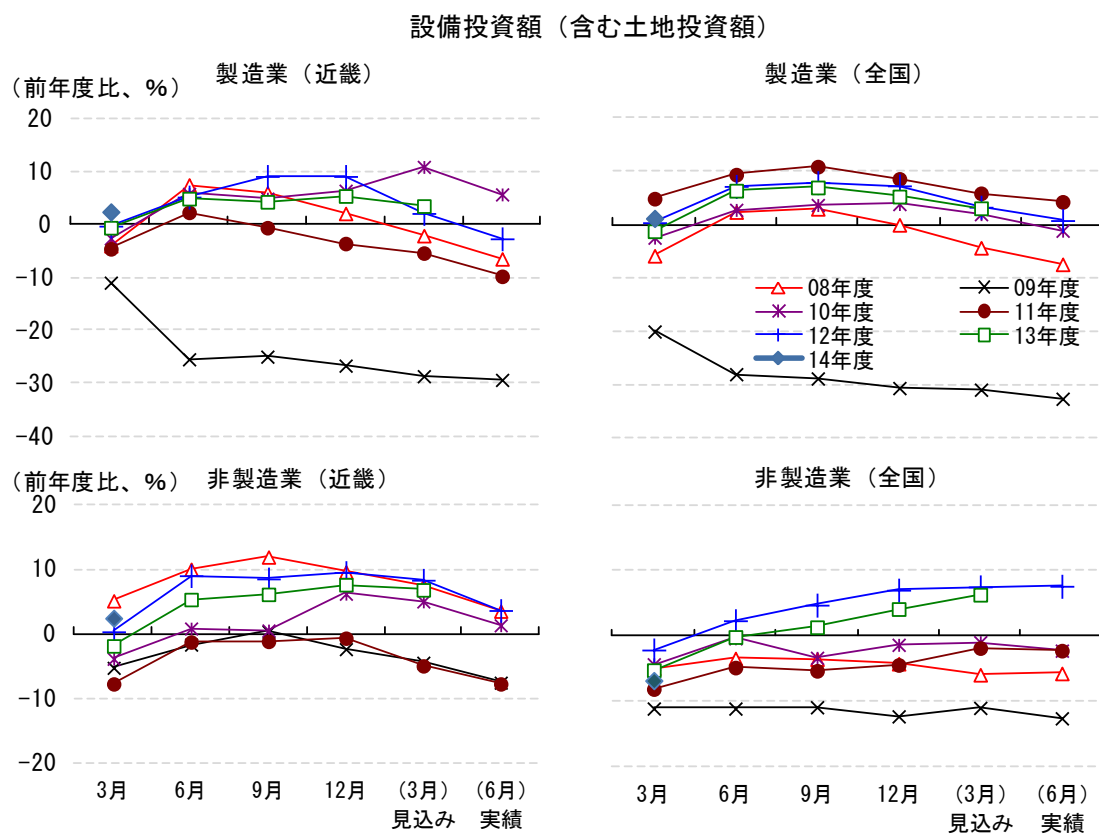 設備投資額（含む土地投資額）
製造業（近畿）
製造業（全国）
（前年度比、％）
20
10
0
-10
-20
-30
-40
08年度
09年度
10年度
11年度
12年度
13年度
14年度
（前年度比、％）
非製造業（近畿）
非製造業（全国）
20
10
0
-10
-20
3月
6月
9月
12月
（3月）
見込み
（6月）
実績
3月
6月
9月
12月
（3月）
見込み
（6月）
実績